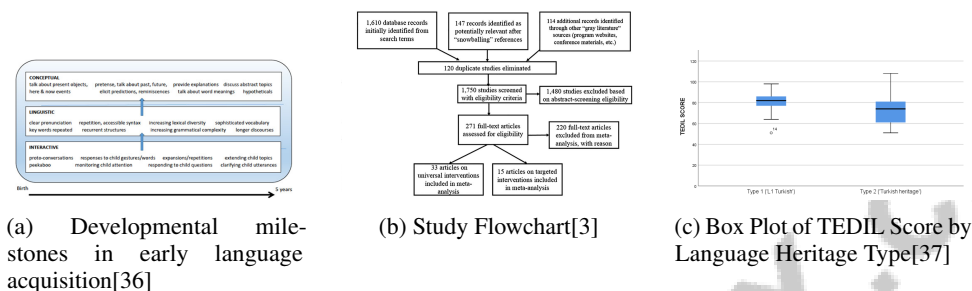 CONCEPTUAL
talk about present objects, pretense, talk about past, future, provide explanations discuss abstract topics
here & now events elicit predictions, reminiscences talk about word meanings hypotheticals
LINGUISTIC
clear pronunciation repetition, accessible syntax increasing lexical diversity sophisticated vocabulary
key words repeated recurrent structures increasing grammatical complexity longer discourses
INTERACTIVE
proto-conversations responses to child gestures/words expansions/repetitions extending child topics
peekaboo monitoring child attention responding to child questions clarifying child utterances
Birth
5 years
(a) Developmental mile-
stones in early language
acquisition[36]
1,610 database records
initially identified from
search terms
147 records identified as
potentially relevant after
"snowballing" references
114 additional records identified
through other "gray literature"
sources (program websites,
conference materials, etc.)
120 duplicate studies eliminated
1,750 studies screened
with eligibility criteria
1,480 studies excluded based
on abstract-screening eligibility
271 full-text articles
assessed for eligibility
220 full-text articles
excluded from meta-
analysis, with reason
33 articles on
universal interventions
included in meta-
analysis
15 articles on targeted
interventions included
in meta-analysis
(b) Study Flowchart[3]
TEDIL SCORE
120
100
80
60
40
20
0
14
Type 1 ('L1 Turkish')
Type 2 ('Turkish heritage')
(c) Box Plot of TEDIL Score by
Language Heritage Type[37]